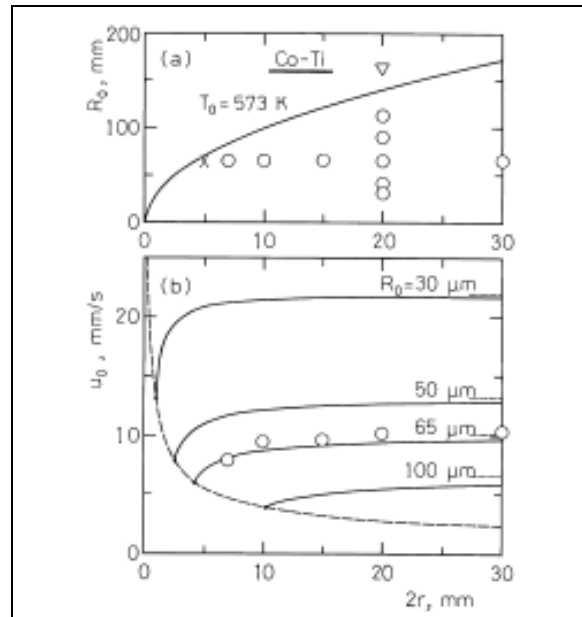 200
(a)
Co-Ti
T₀=573 K
R₀, mm
100
0
0 10 20 30
(b)
R₀=30 μm
20
u₀, mm/s
50 μm
65 μm
10
100 μm
0
0 10 20 30
2r, mm